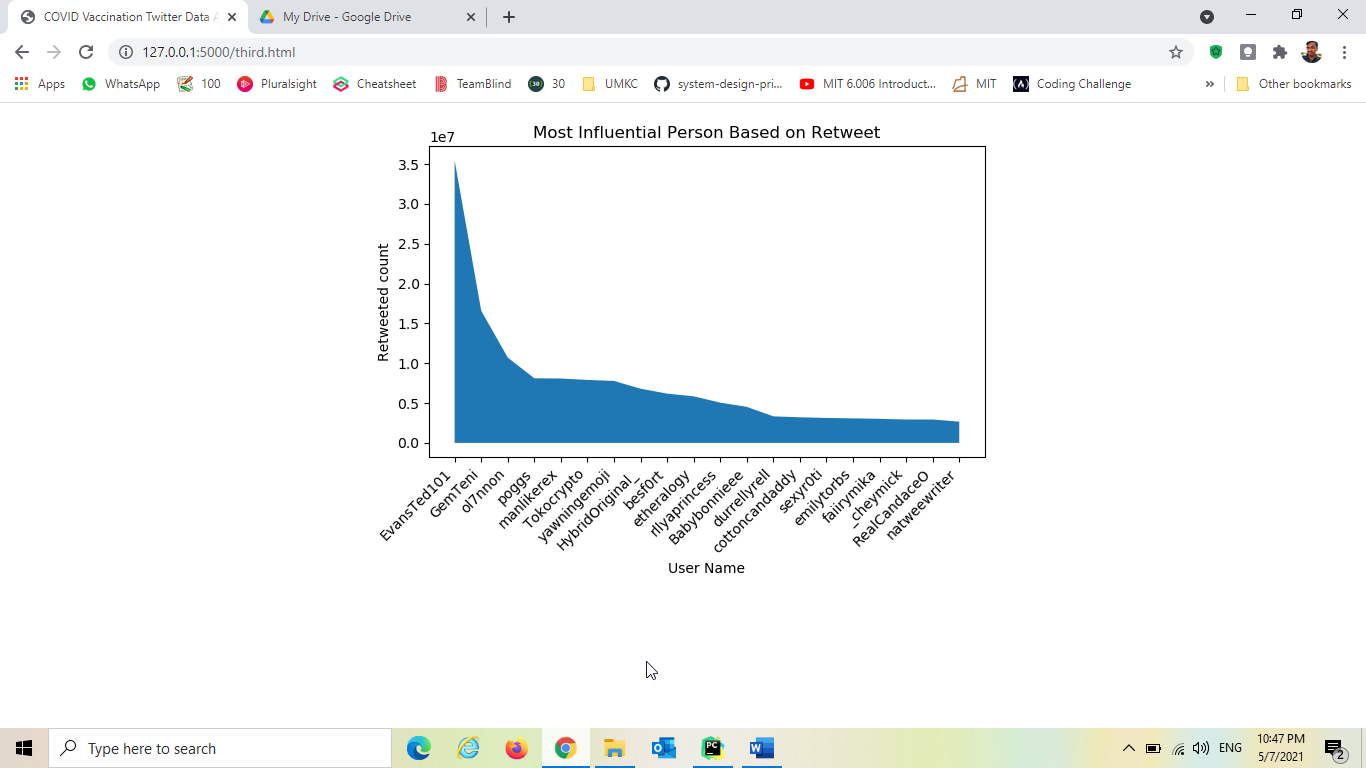 COVID Vaccination Twitter Data A
My Drive - Google Drive
127.0.0.1:5000/third.html
Apps
WhatsApp
100
Pluralsight
Cheatsheet
TeamBlind
30
30
UMKC
system-design-pri...
MIT 6.006 Introduct...
MIT
Coding Challenge
»
Other bookmarks
Most Influential Person Based on Retweet
1e7
3.5
3.0
2.5
2.0
1.5
1.0
0.5
0.0
Retweeted count
EvansTed101
GemTeni
ol7nnon
poggs
manlikerex
Tokocrypto
yawningemoji
HybridOriginal_
besf0rt
etheralogy
rllyaprincess
Babybonnieee
durrellyrell
cottoncandaddy
sexyr0ti
emilytorbs
faiirymika
_cheymick
RealCandaceO
natweewriter
User Name
Type here to search
PC
W
ENG
10:47 PM
5/7/2021
2